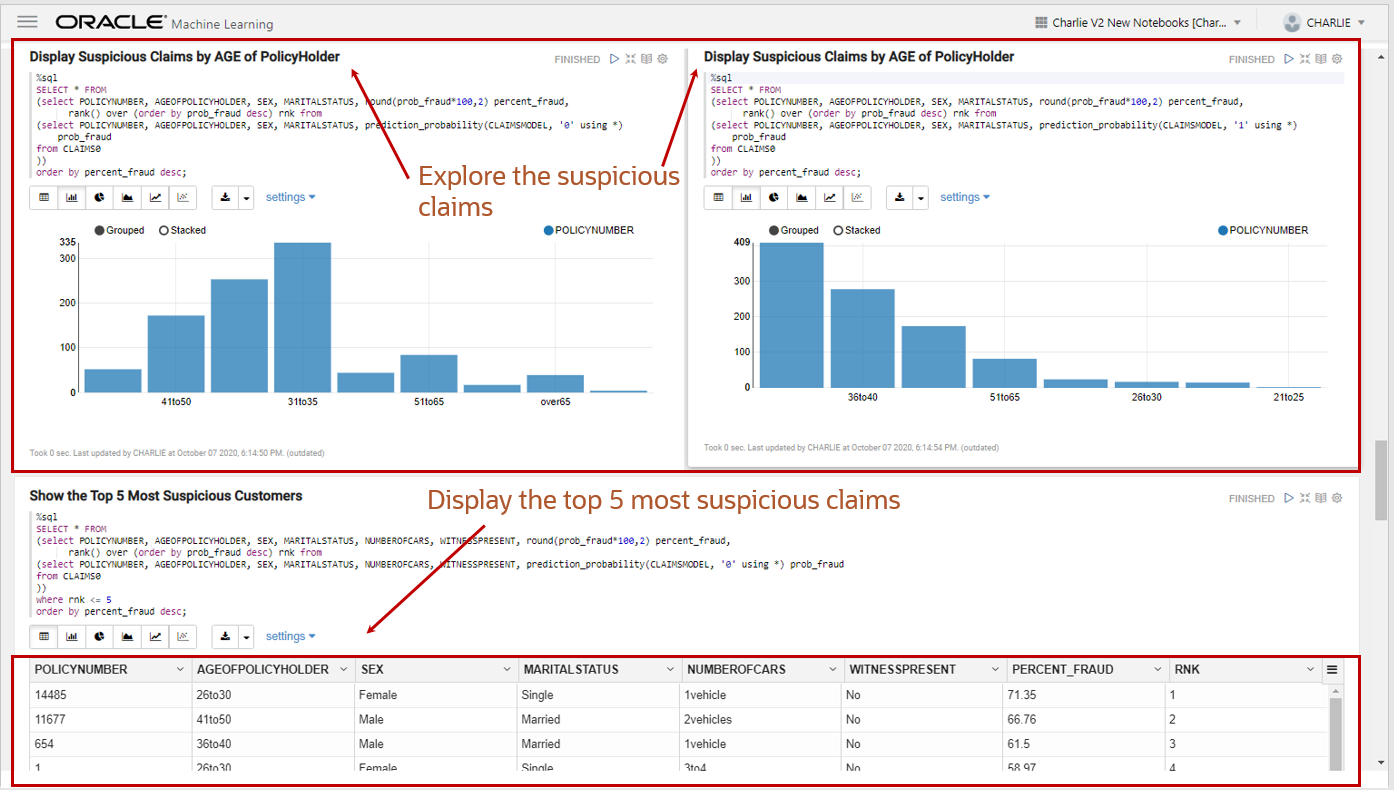 ORACLE Machine Learning
Charlie V2 New Notebooks [Char...
CHARLIE
Display Suspicious Claims by AGE of PolicyHolder
FINISHED
%sql
SELECT * FROM
(select POLICYNUMBER, AGEOFPOLICYHOLDER, SEX, MARITALSTATUS, round(prob_fraud*100,2) percent_fraud,
rank() over (order by prob_fraud desc) rnk from
(select POLICYNUMBER, AGEOFPOLICYHOLDER, SEX, MARITALSTATUS, prediction_probability(CLAIMSMODEL, '0' using *)
prob_fraud
from CLAIMS0
))
order by percent_fraud desc;
settings
Grouped
Stacked
POLICYNUMBER
335
300
200
100
0
41to50
31to35
51to65
over65
Took 0 sec. Last updated by CHARLIE at October 07 2020, 6:14:50 PM. (outdated)
Display Suspicious Claims by AGE of PolicyHolder
FINISHED
%sql
SELECT * FROM
(select POLICYNUMBER, AGEOFPOLICYHOLDER, SEX, MARITALSTATUS, round(prob_fraud*100,2) percent_fraud,
rank() over (order by prob_fraud desc) rnk from
(select POLICYNUMBER, AGEOFPOLICYHOLDER, SEX, MARITALSTATUS, prediction_probability(CLAIMSMODEL, '1' using *)
prob_fraud
from CLAIMS0
))
order by percent_fraud desc;
settings
Grouped
Stacked
POLICYNUMBER
409
300
200
100
0
36to40
51to65
26to30
21to25
Took 0 sec. Last updated by CHARLIE at October 07 2020, 6:14:54 PM. (outdated)
Explore the suspicious
claims
Show the Top 5 Most Suspicious Customers
Display the top 5 most suspicious claims
FINISHED
%sql
SELECT * FROM
(select POLICYNUMBER, AGEOFPOLICYHOLDER, SEX, MARITALSTATUS, NUMBEROFCARS, WITNESSPRESENT, round(prob_fraud*100,2) percent_fraud,
rank() over (order by prob_fraud desc) rnk from
(select POLICYNUMBER, AGEOFPOLICYHOLDER, SEX, MARITALSTATUS, NUMBEROFCARS, WITNESSPRESENT, prediction_probability(CLAIMSMODEL, '0' using *) prob_fraud
from CLAIMS0
))
where rnk <= 5
order by percent_fraud desc;
settings
POLICYNUMBER AGEOFPOLICYHOLDER SEX MARITALSTATUS NUMBEROFCARS WITNESSPRESENT PERCENT_FRAUD RNK
14485 26to30 Female Single 1vehicle No 71.35 1
11677 41to50 Male Married 2vehicles No 66.76 2
654 36to40 Male Married 1vehicle No 61.5 3
1 26to30 Female Single 3to4 No 58.97 4